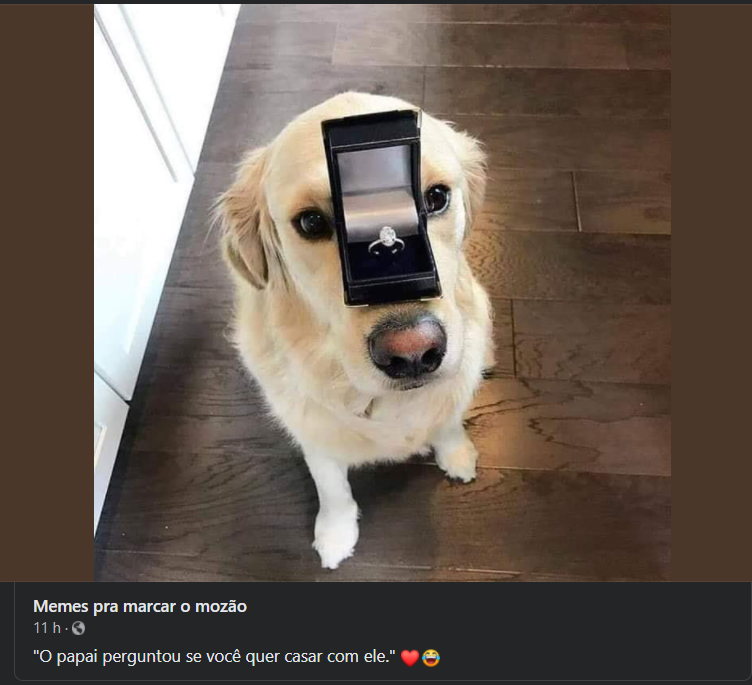 Memes pra marcar o mozão
11 h ·
"O papai perguntou se você quer casar com ele." ❤️😂